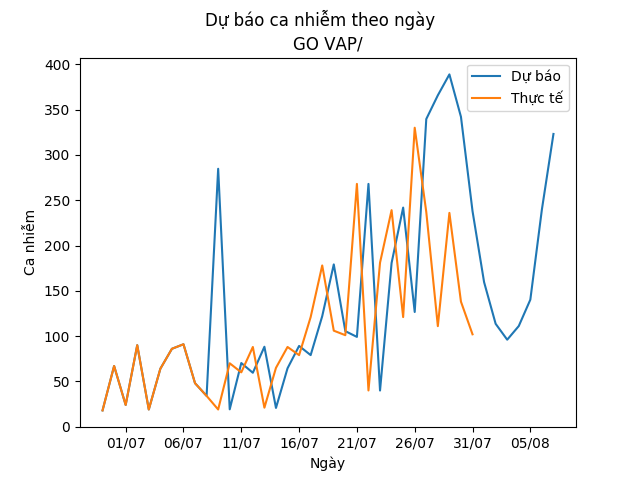 Dự báo ca nhiễm theo ngày
GO VAP/
Dự báo
Thực tế
Ca nhiễm
400
350
300
250
200
150
100
50
0
01/07 06/07 11/07 16/07 21/07 26/07 31/07 05/08
Ngày